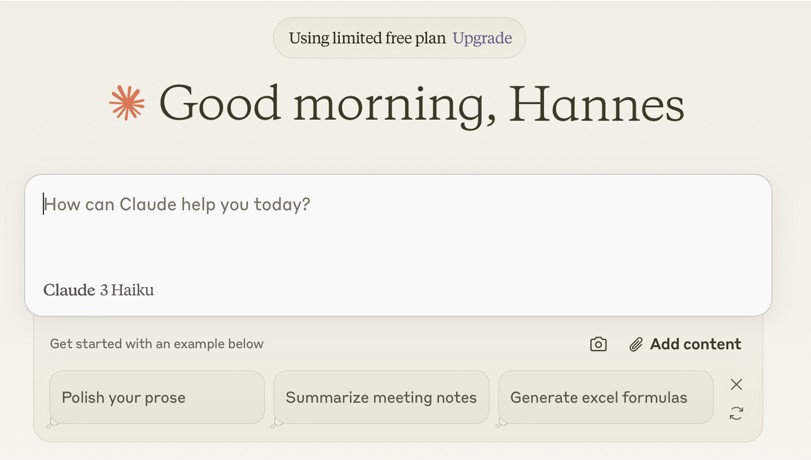 Using limited free plan Upgrade
Good morning, Hannes
How can Claude help you today?
Claude 3 Haiku
Get started with an example below
Add content
Polish your prose
Summarize meeting notes
Generate excel formulas